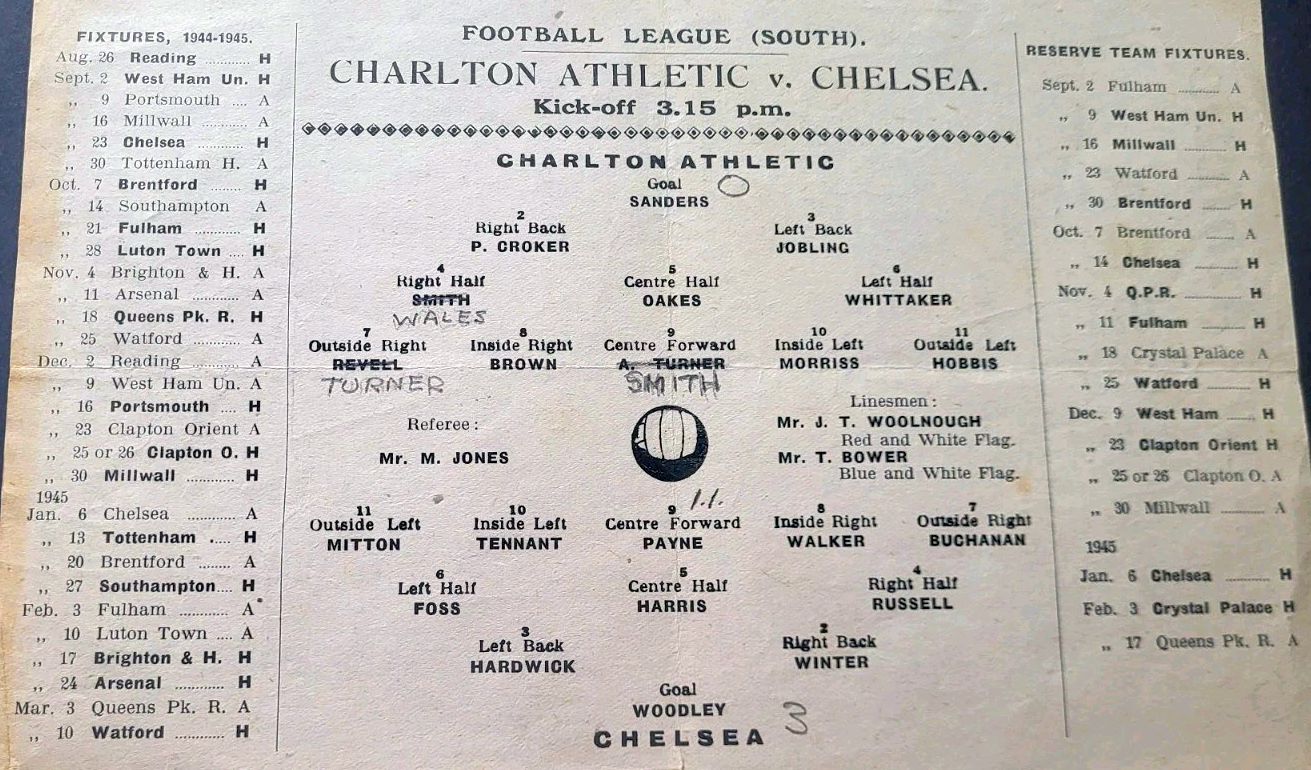 FIXTURES, 1944-1945.
Aug. 26 Reading ........... H
Sept. 2 West Ham Un. H
,, 9 Portsmouth .... A
,, 16 Millwall ............ A
,, 23 Chelsea ............ H
,, 30 Tottenham H. A
Oct. 7 Brentford ........ H
,, 14 Southampton A
,, 21 Fulham ............ H
,, 28 Luton Town .... H
Nov. 4 Brighton & H. A
,, 11 Arsenal ............ A
,, 18 Queens Pk. R. H
,, 25 Watford ............ A
Dec. 2 Reading ............ A
,, 9 West Ham Un. A
,, 16 Portsmouth .... H
,, 23 Clapton Orient A
,, 25 or 26 Clapton O. H
,, 30 Millwall ............ H
1945
Jan. 6 Chelsea ............ A
,, 13 Tottenham ..... H
,, 20 Brentford ........ A
,, 27 Southampton.... H
Feb. 3 Fulham ............ A
,, 10 Luton Town .... A
,, 17 Brighton & H. H
,, 24 Arsenal ............ H
Mar. 3 Queens Pk. R. A
,, 10 Watford ............ H
FOOTBALL LEAGUE (SOUTH).
CHARLTON ATHLETIC v. CHELSEA.
Kick-off 3.15 p.m.
CHARLTON ATHLETIC
Goal 0
SANDERS
2 3
Right Back Left Back
P. CROKER JOBLING
4 5 6
Right Half Centre Half Left Half
SMITH OAKES WHITTAKER
WALES
7 8 9 10 11
Outside Right Inside Right Centre Forward Inside Left Outside Left
REVELL BROWN A. TURNER MORRISS HOBBIS
TURNER SMITH
Referee :
Mr. M. JONES
Linesmen :
Mr. J. T. WOOLNOUGH
Red and White Flag.
Mr. T. BOWER
Blue and White Flag.
1.1.
11 10 9 8 7
Outside Left Inside Left Centre Forward Inside Right Outside Right
MITTON TENNANT PAYNE WALKER BUCHANAN
6 5 4
Left Half Centre Half Right Half
FOSS HARRIS RUSSELL
3 2
Left Back Right Back
HARDWICK WINTER
Goal
WOODLEY
CHELSEA 3
RESERVE TEAM FIXTURES.
Sept. 2 Fulham ............ A
,, 9 West Ham Un. H
,, 16 Millwall ............ H
,, 23 Watford ............ A
,, 30 Brentford ........ H
Oct. 7 Brentford ........ A
,, 14 Chelsea ............ H
Nov. 4 Q.P.R. ............ H
,, 11 Fulham ............ H
,, 18 Crystal Palace A
,, 25 Watford ............ H
Dec. 9 West Ham ....... H
,, 23 Clapton Orient H
,, 25 or 26 Clapton O. A
,, 30 Millwall ............ A
1945
Jan. 6 Chelsea ............ H
Feb. 3 Crystal Palace H
,, 17 Queens Pk. R. A